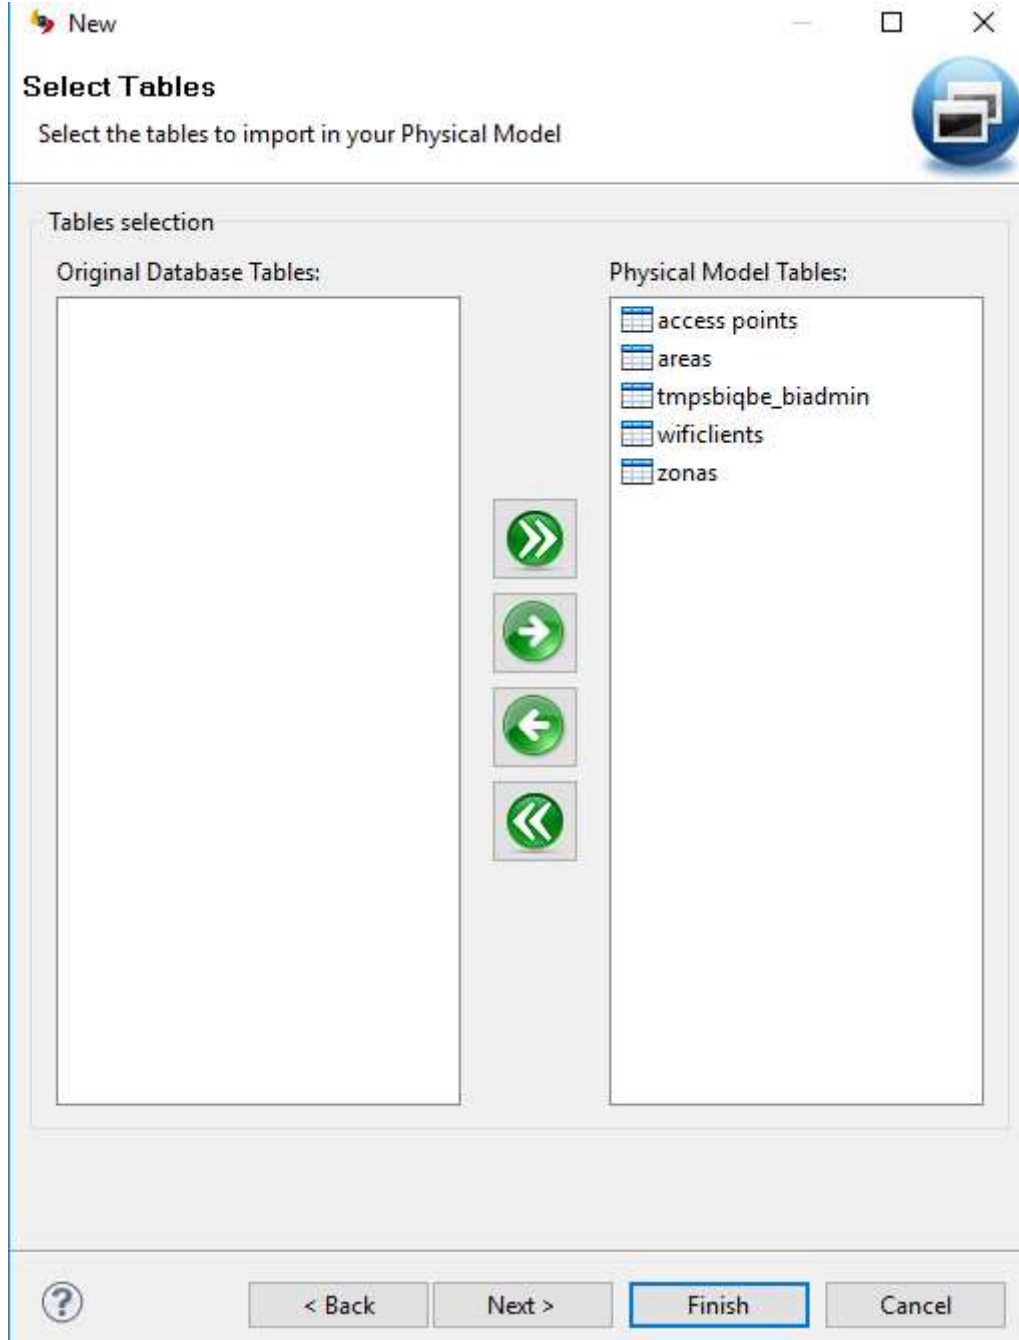 New
Select Tables
Select the tables to import in your Physical Model
Tables selection
Original Database Tables:
Physical Model Tables:
access points
areas
tmpsbiqbe_biadmin
wificlients
zonas
?
< Back
Next >
Finish
Cancel